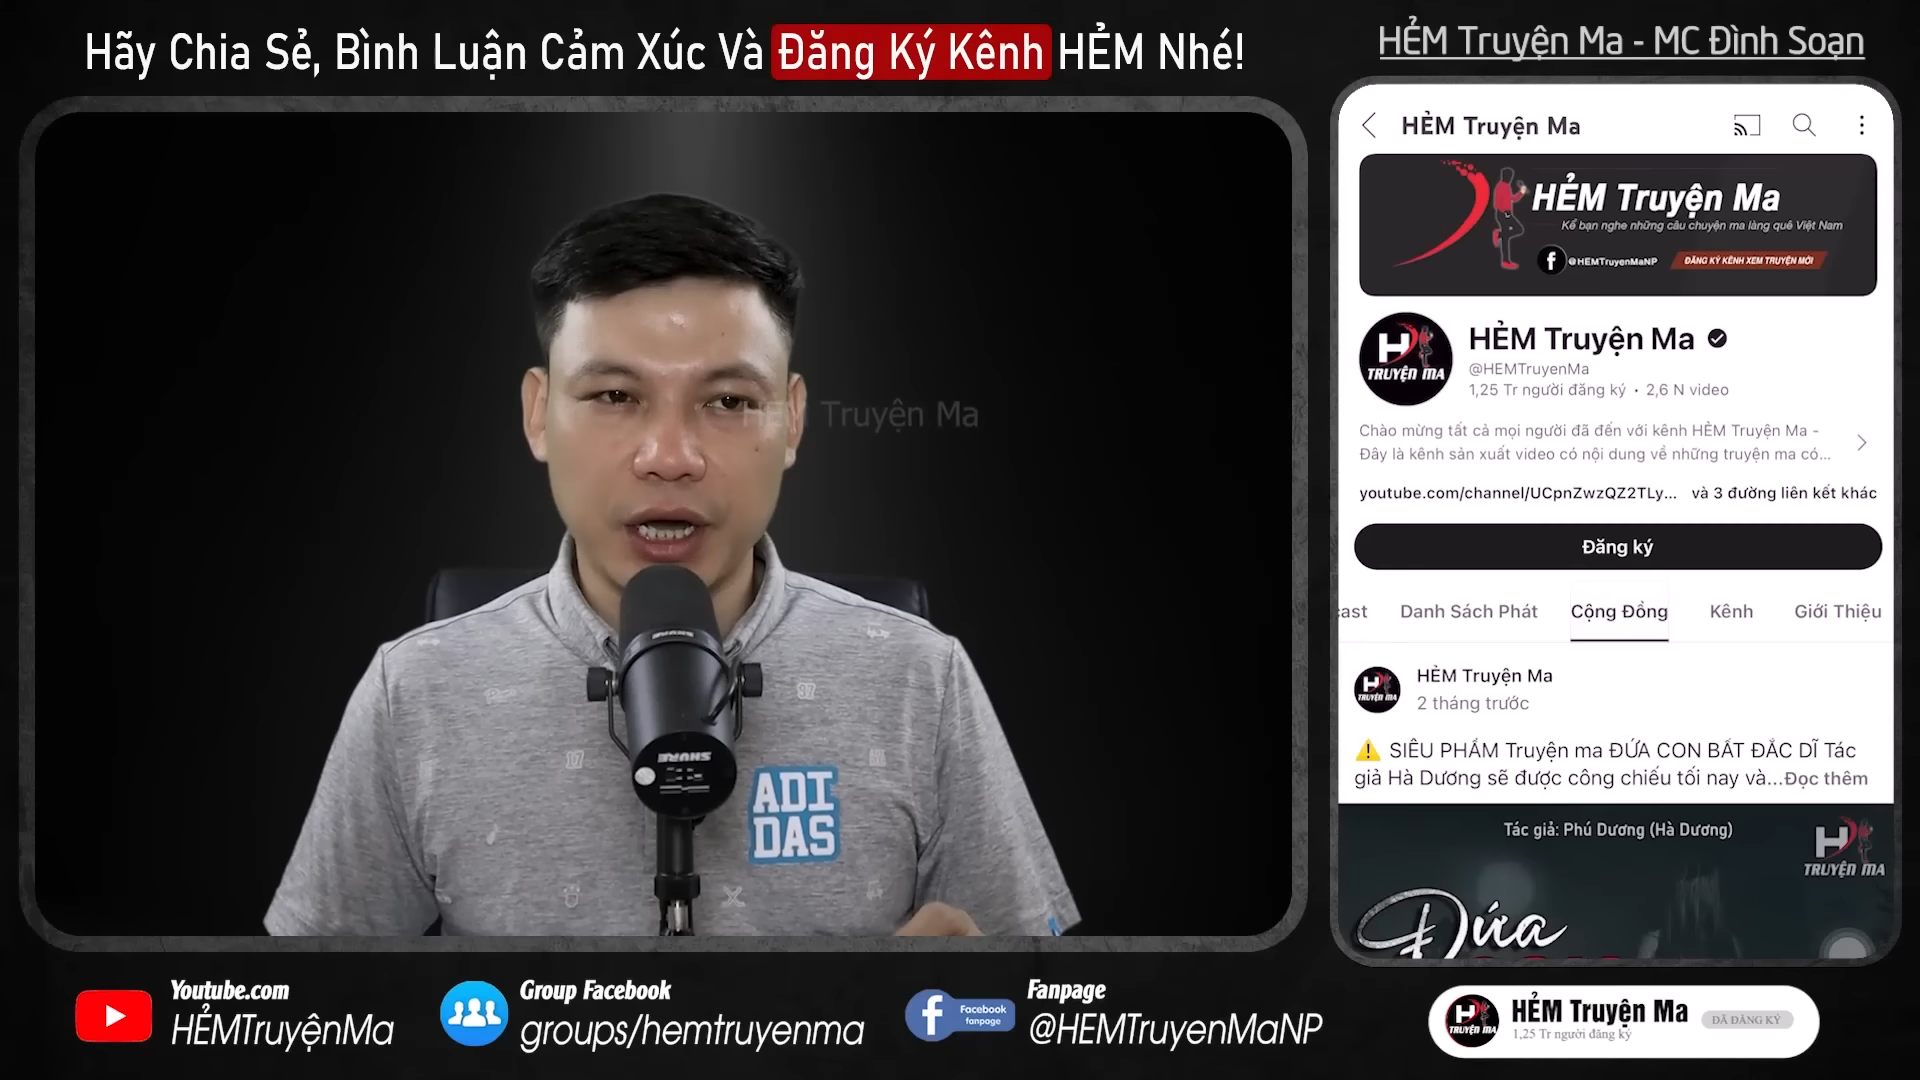 Hãy Chia Sẻ, Bình Luận Cảm Xúc Và Đăng Ký Kênh HẺM Nhé!
HẺM Truyện Ma - MC Đình Soạn
HẺM Truyện Ma
HẺM Truyện Ma
Kể bạn nghe những câu chuyện ma làng quê Việt Nam
@HEMTruyenMaNP
ĐĂNG KÝ KÊNH XEM TRUYỆN MỚI
H
TRUYỆN MA
HẺM Truyện Ma
@HEMTruyenMa
1,25 Tr người đăng ký • 2,6 N video
Chào mừng tất cả mọi người đã đến với kênh HẺM Truyện Ma -
Đây là kênh sản xuất video có nội dung về những truyện ma có...
youtube.com/channel/UCpnZwzQZ2TLy... và 3 đường liên kết khác
Đăng ký
cast Danh Sách Phát Cộng Đồng Kênh Giới Thiệu
H
TRUYỆN MA
HẺM Truyện Ma
2 tháng trước
⚠️ SIÊU PHẨM Truyện ma ĐỨA CON BẤT ĐẮC DĨ Tác
giả Hà Dương sẽ được công chiếu tối nay và...Đọc thêm
Tác giả: Phú Dương (Hà Dương)
H
TRUYỆN MA
Đứa
HẺM Truyện Ma
SHURE
SHURE
ADI
DAS
Youtube.com
HẺMTruyệnMa
Group Facebook
groups/hemtruyenma
Facebook
fanpage
Fanpage
@HEMTruyenMaNP
H
TRUYỆN MA
HẺM Truyện Ma
1,25 Tr người đăng ký
ĐÃ ĐĂNG KÝ